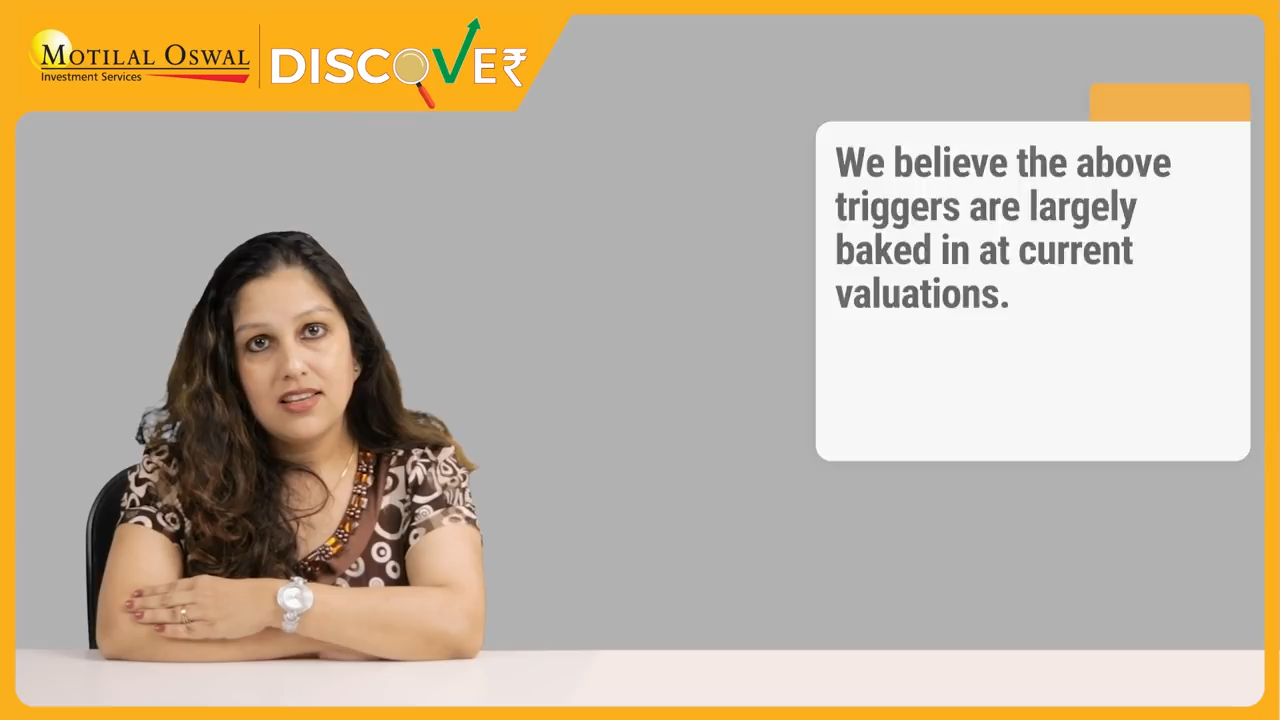 MOTILAL OSWAL
Investment Services
DISCOVE₹
We believe the above
triggers are largely
baked in at current
valuations.